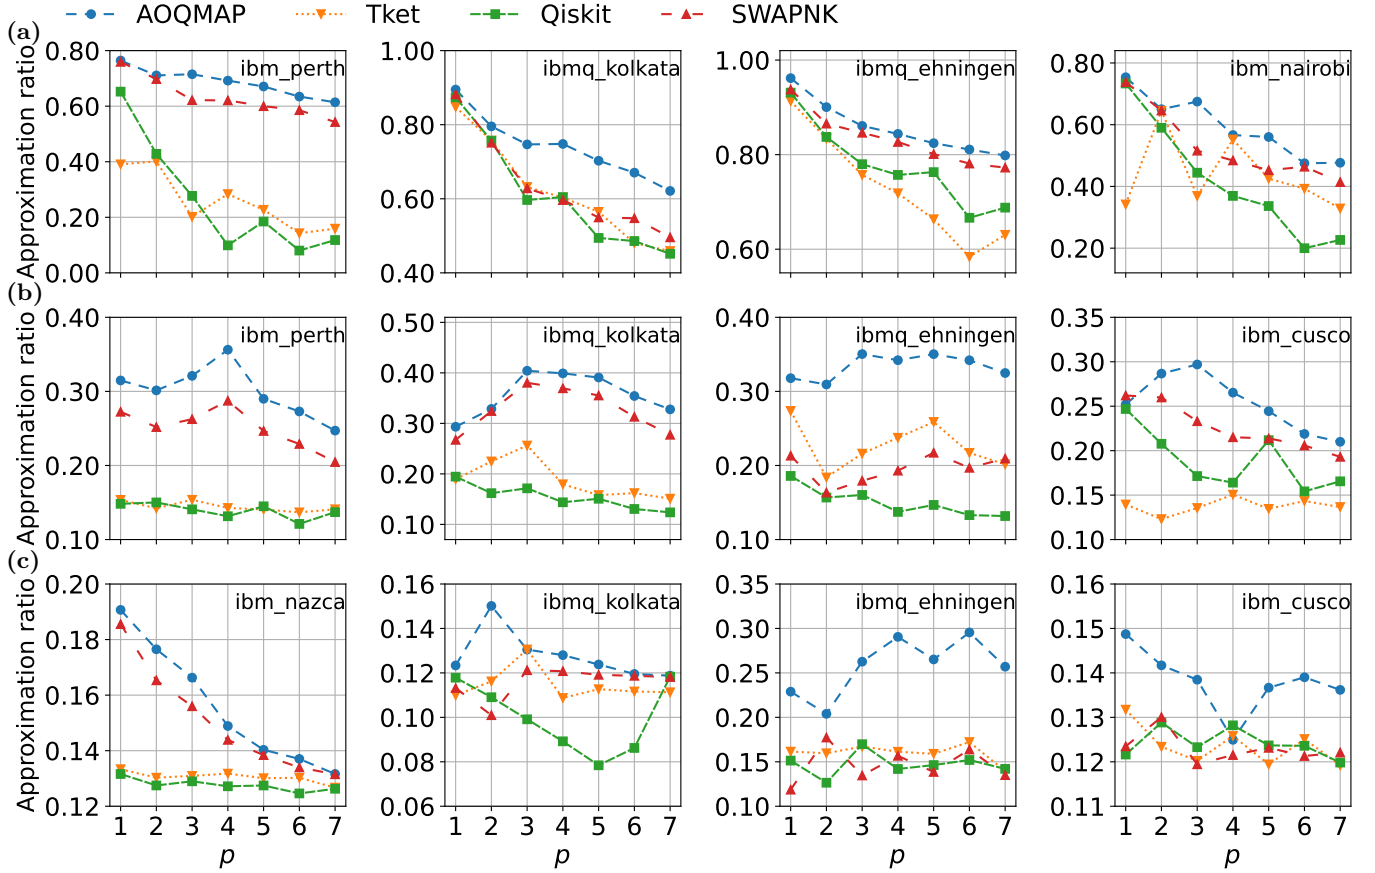 AOQMAP Tket Qiskit SWAPNK
(a)
Approximation ratio
0.80
0.60
0.40
0.20
0.00
ibm_perth
1.00
0.80
0.60
0.40
ibmq_kolkata
1.00
0.80
0.60
ibmq_ehningen
0.80
0.60
0.40
0.20
ibm_nairobi
(b)
Approximation ratio
0.40
0.30
0.20
0.10
ibm_perth
0.50
0.40
0.30
0.20
0.10
ibmq_kolkata
0.40
0.30
0.20
0.10
ibmq_ehningen
0.35
0.30
0.25
0.20
0.15
0.10
ibm_cusco
(c)
Approximation ratio
0.20
0.18
0.16
0.14
0.12
ibm_nazca
1 2 3 4 5 6 7
p
0.16
0.14
0.12
0.10
0.08
0.06
ibmq_kolkata
1 2 3 4 5 6 7
p
0.35
0.30
0.25
0.20
0.15
0.10
ibmq_ehningen
1 2 3 4 5 6 7
p
0.16
0.15
0.14
0.13
0.12
0.11
ibm_cusco
1 2 3 4 5 6 7
p